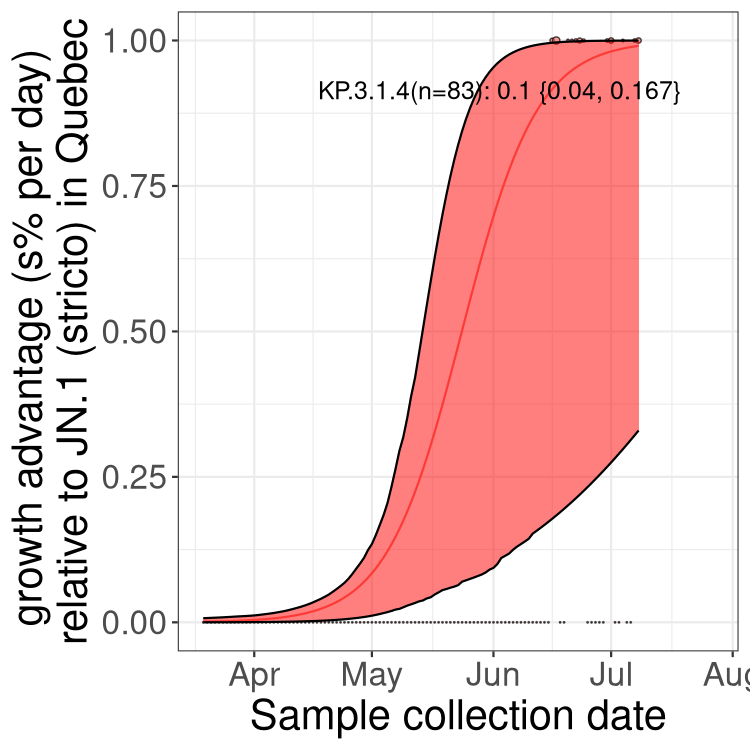 growth advantage (s% per day)
relative to JN.1 (stricto) in Quebec
1.00
0.75
0.50
0.25
0.00
KP.3.1.4(n=83): 0.1 {0.04, 0.167}
Apr May Jun Jul Aug
Sample collection date